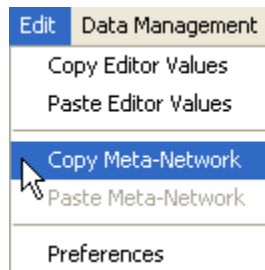 Edit Data Management
Copy Editor Values
Paste Editor Values
Copy Meta-Network
Paste Meta-Network
Preferences